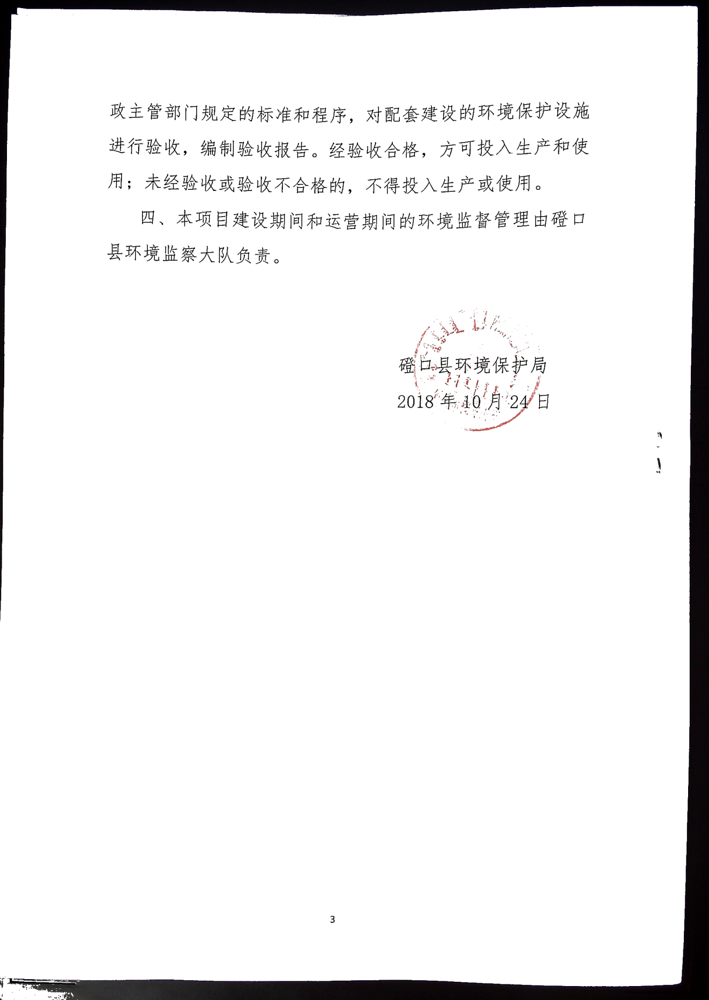 政主管部门规定的标准和程序，对配套建设的环境保护设施
进行验收，编制验收报告。经验收合格，方可投入生产和使
用；未经验收或验收不合格的，不得投入生产或使用。
四、本项目建设期间和运营期间的环境监督管理由磴口
县环境监察大队负责。
磴口县环境保护局
2018年10月24日
3